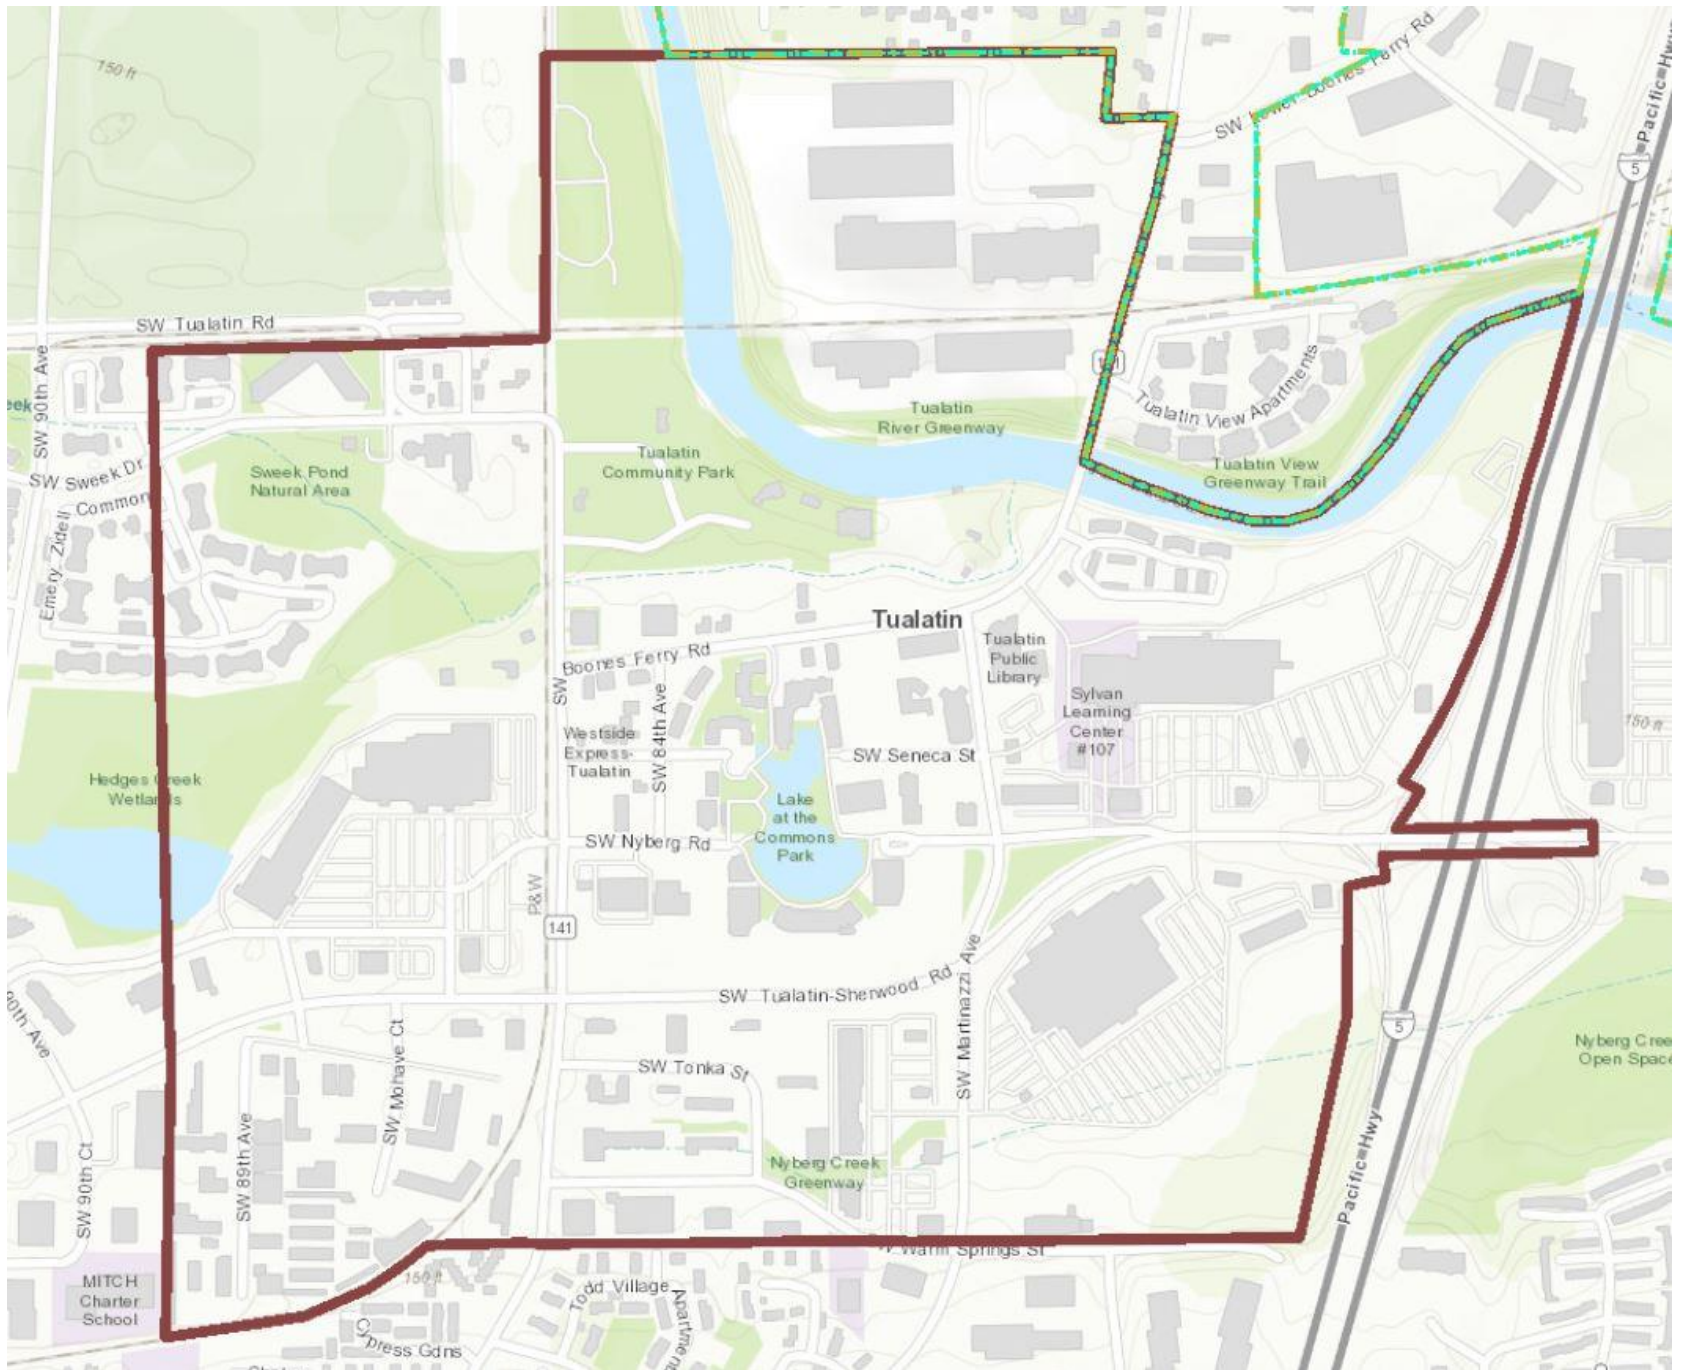 150 ft
SW Lower Boones Ferry Rd
Pacific Hwy
5
SW Tualatin Rd
SW 90th Ave
eek
SW Sweek Dr
Common
Emery Zidell
Sweek Pond
Natural Area
Tualatin
Community Park
Tualatin
River Greenway
Tualatin View Apartments
Tualatin View
Greenway Trail
Tualatin
Tualatin
Public
Library
SW
Boones Ferry Rd
SW 84th Ave
Westside
Express-
Tualatin
Sylvan
Learning
Center
#107
SW Seneca St
150 ft
Hedges Creek
Wetlands
Lake
at the
Commons
Park
SW Nyberg Rd
P&W
141
SW Tualatin-Sherwood Rd
SW Martinazzi Ave
5
90th Ave
SW Mohave Ct
SW Tonka St
Nyberg Cree
Open Space
SW 90th Ct
SW 89th Ave
Nyberg Creek
Greenway
Pacific Hwy
W Warm Springs St
MITCH
Charter
School
150 ft
Todd Village
Apartment
Cypress Gdns